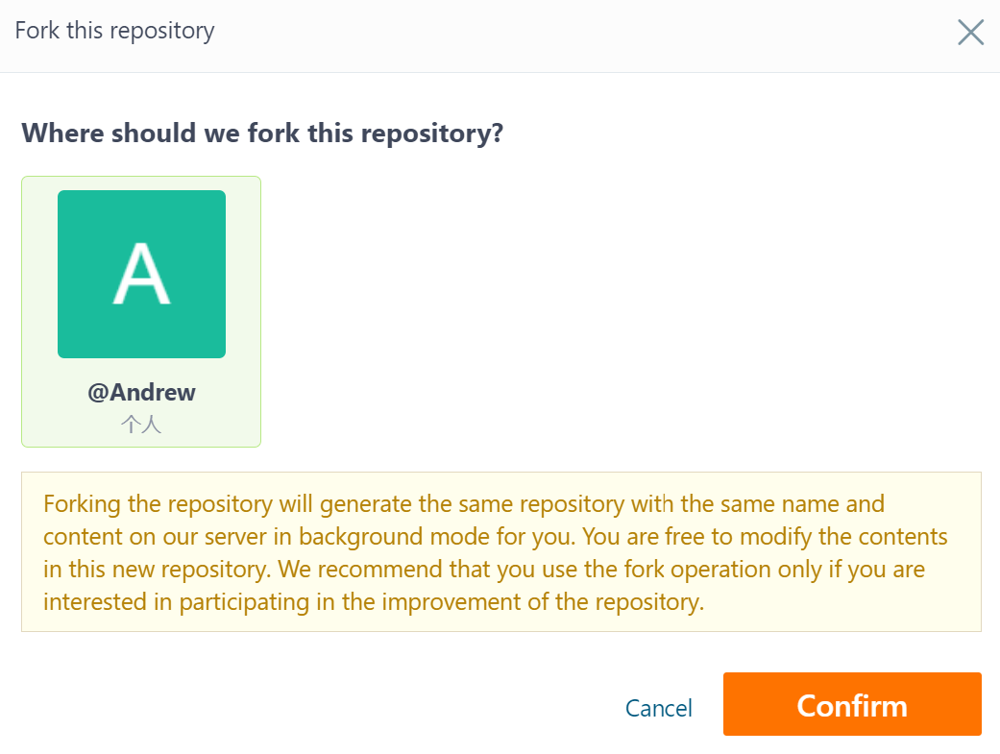 Fork this repository
Where should we fork this repository?
A
@Andrew
个人
Forking the repository will generate the same repository with the same name and
content on our server in background mode for you. You are free to modify the contents
in this new repository. We recommend that you use the fork operation only if you are
interested in participating in the improvement of the repository.
Cancel
Confirm